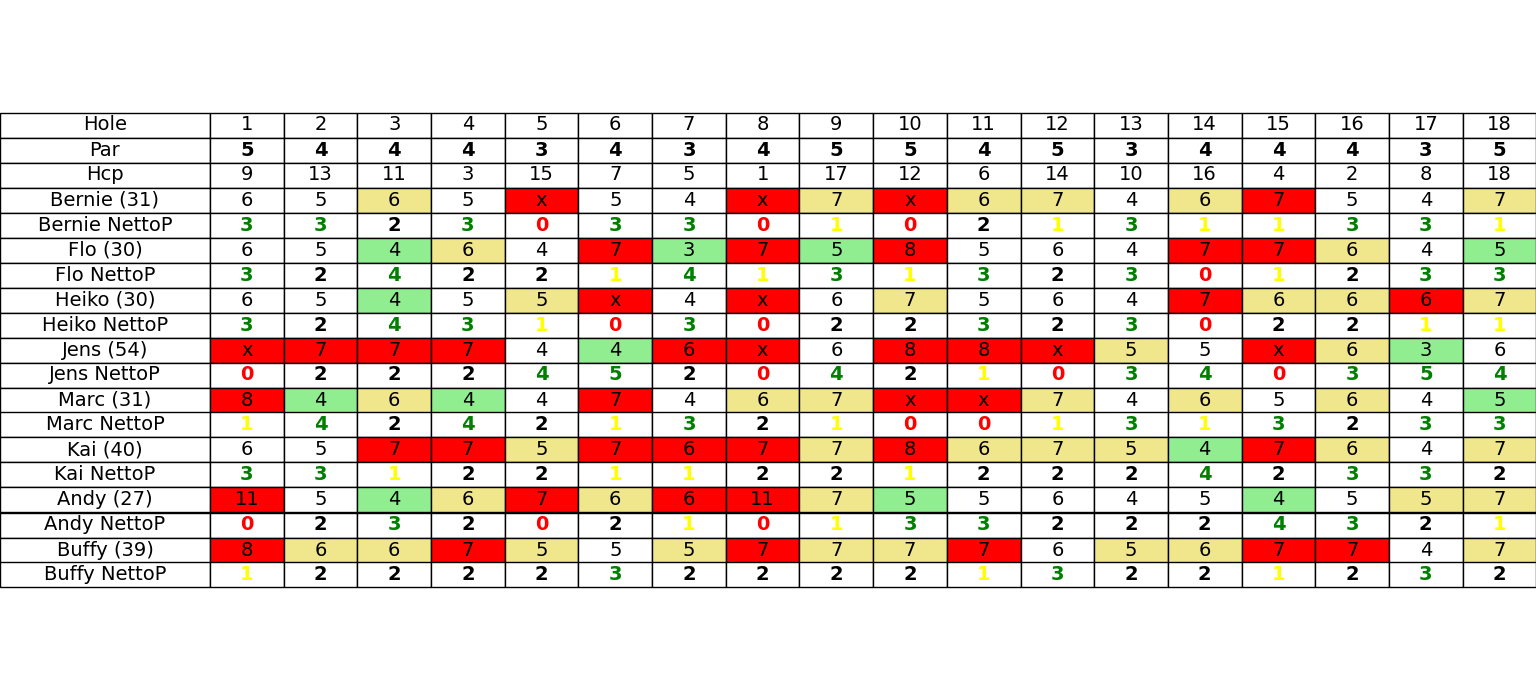 Hole 1 2 3 4 5 6 7 8 9 10 11 12 13 14 15 16 17 18
Par 5 4 4 4 3 4 3 4 5 5 4 5 3 4 4 4 3 5
Hcp 9 13 11 3 15 7 5 1 17 12 6 14 10 16 4 2 8 18
Bernie (31) 6 5 6 5 x 5 4 x 7 x 6 7 4 6 7 5 4 7
Bernie NettoP 3 3 2 3 0 3 3 0 1 0 2 1 3 1 1 3 3 1
Flo (30) 6 5 4 6 4 7 3 7 5 8 5 6 4 7 7 6 4 5
Flo NettoP 3 2 4 2 2 1 4 1 3 1 3 2 3 0 1 2 3 3
Heiko (30) 6 5 4 5 5 x 4 x 6 7 5 6 4 7 6 6 6 7
Heiko NettoP 3 2 4 3 1 0 3 0 2 2 3 2 3 0 2 2 1 1
Jens (54) x 7 7 7 4 4 6 x 6 8 8 x 5 5 x 6 3 6
Jens NettoP 0 2 2 2 4 5 2 0 4 2 1 0 3 4 0 3 5 4
Marc (31) 8 4 6 4 4 7 4 6 7 x x 7 4 6 5 6 4 5
Marc NettoP 1 4 2 4 2 1 3 2 1 0 0 1 3 1 3 2 3 3
Kai (40) 6 5 7 7 5 7 6 7 7 8 6 7 5 4 7 6 4 7
Kai NettoP 3 3 1 2 2 1 1 2 2 1 2 2 2 4 2 3 3 2
Andy (27) 11 5 4 6 7 6 6 11 7 5 5 6 4 5 4 5 5 7
Andy NettoP 0 2 3 2 0 2 1 0 1 3 3 2 2 2 4 3 2 1
Buffy (39) 8 6 6 7 5 5 5 7 7 7 7 6 5 6 7 7 4 7
Buffy NettoP 1 2 2 2 2 3 2 2 2 2 1 3 2 2 1 2 3 2